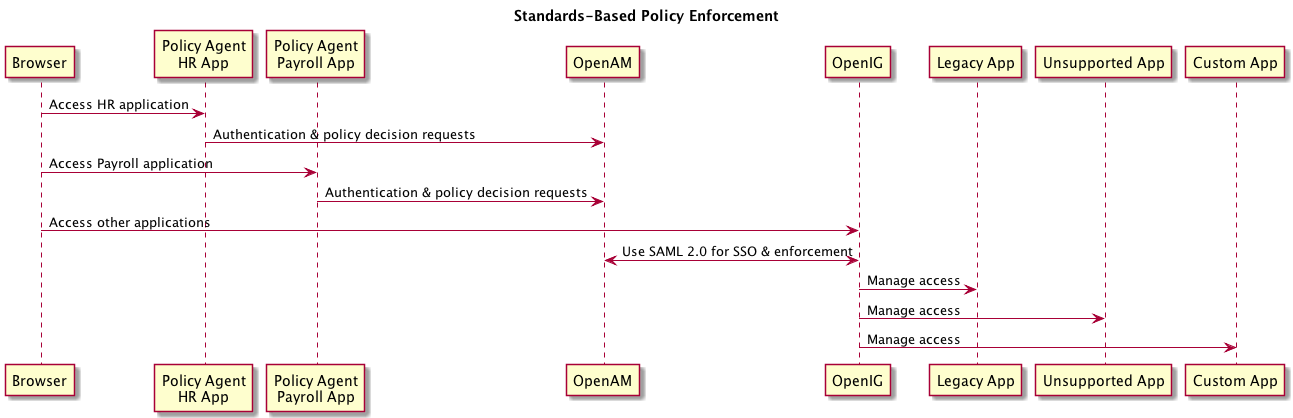 Standards-Based Policy Enforcement
Browser
Policy Agent
HR App
Policy Agent
Payroll App
OpenAM
OpenIG
Legacy App
Unsupported App
Custom App
Access HR application
Authentication & policy decision requests
Access Payroll application
Authentication & policy decision requests
Access other applications
Use SAML 2.0 for SSO & enforcement
Manage access
Manage access
Manage access
Browser
Policy Agent
HR App
Policy Agent
Payroll App
OpenAM
OpenIG
Legacy App
Unsupported App
Custom App